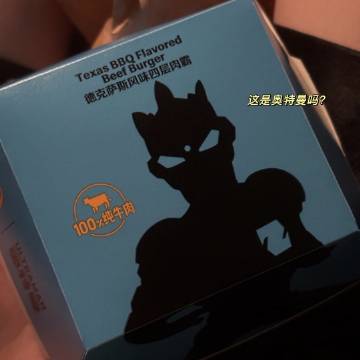 Texas BBQ Flavored
Beef Burger
德克萨斯风味四层肉霸
这是奥特曼吗?
100%纯牛肉